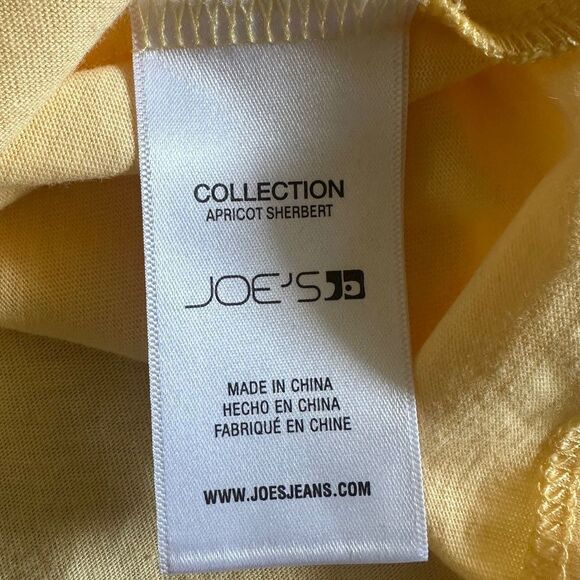 COLLECTION
APRICOT SHERBERT
JOE'S
MADE IN CHINA
HECHO EN CHINA
FABRIQUÉ EN CHINE
WWW.JOESJEANS.COM